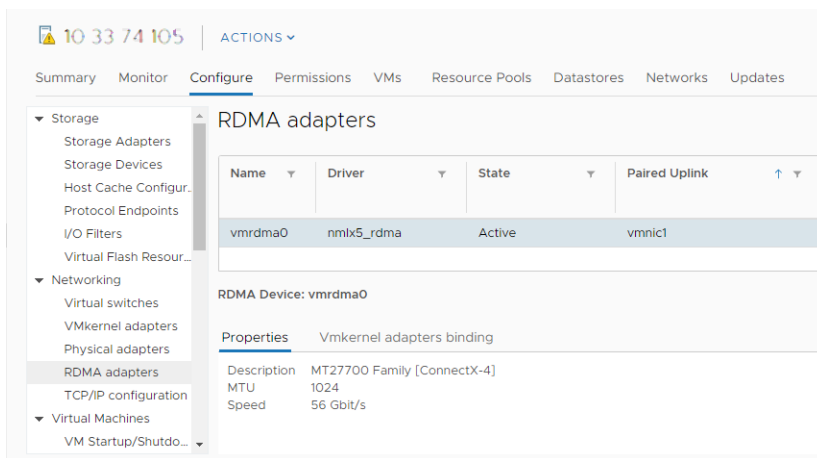 10 33 74 105 ACTIONS
Summary Monitor Configure Permissions VMs Resource Pools Datastores Networks Updates
Storage
Storage Adapters
Storage Devices
Host Cache Configur..
Protocol Endpoints
I/O Filters
Virtual Flash Resour...
Networking
Virtual switches
VMkernel adapters
Physical adapters
RDMA adapters
TCP/IP configuration
Virtual Machines
VM Startup/Shutdo...
RDMA adapters
Name Driver State Paired Uplink
vmrdma0 nmlx5_rdma Active vmnic1
RDMA Device: vmrdma0
Properties Vmkernel adapters binding
Description MT27700 Family [ConnectX-4]
MTU 1024
Speed 56 Gbit/s